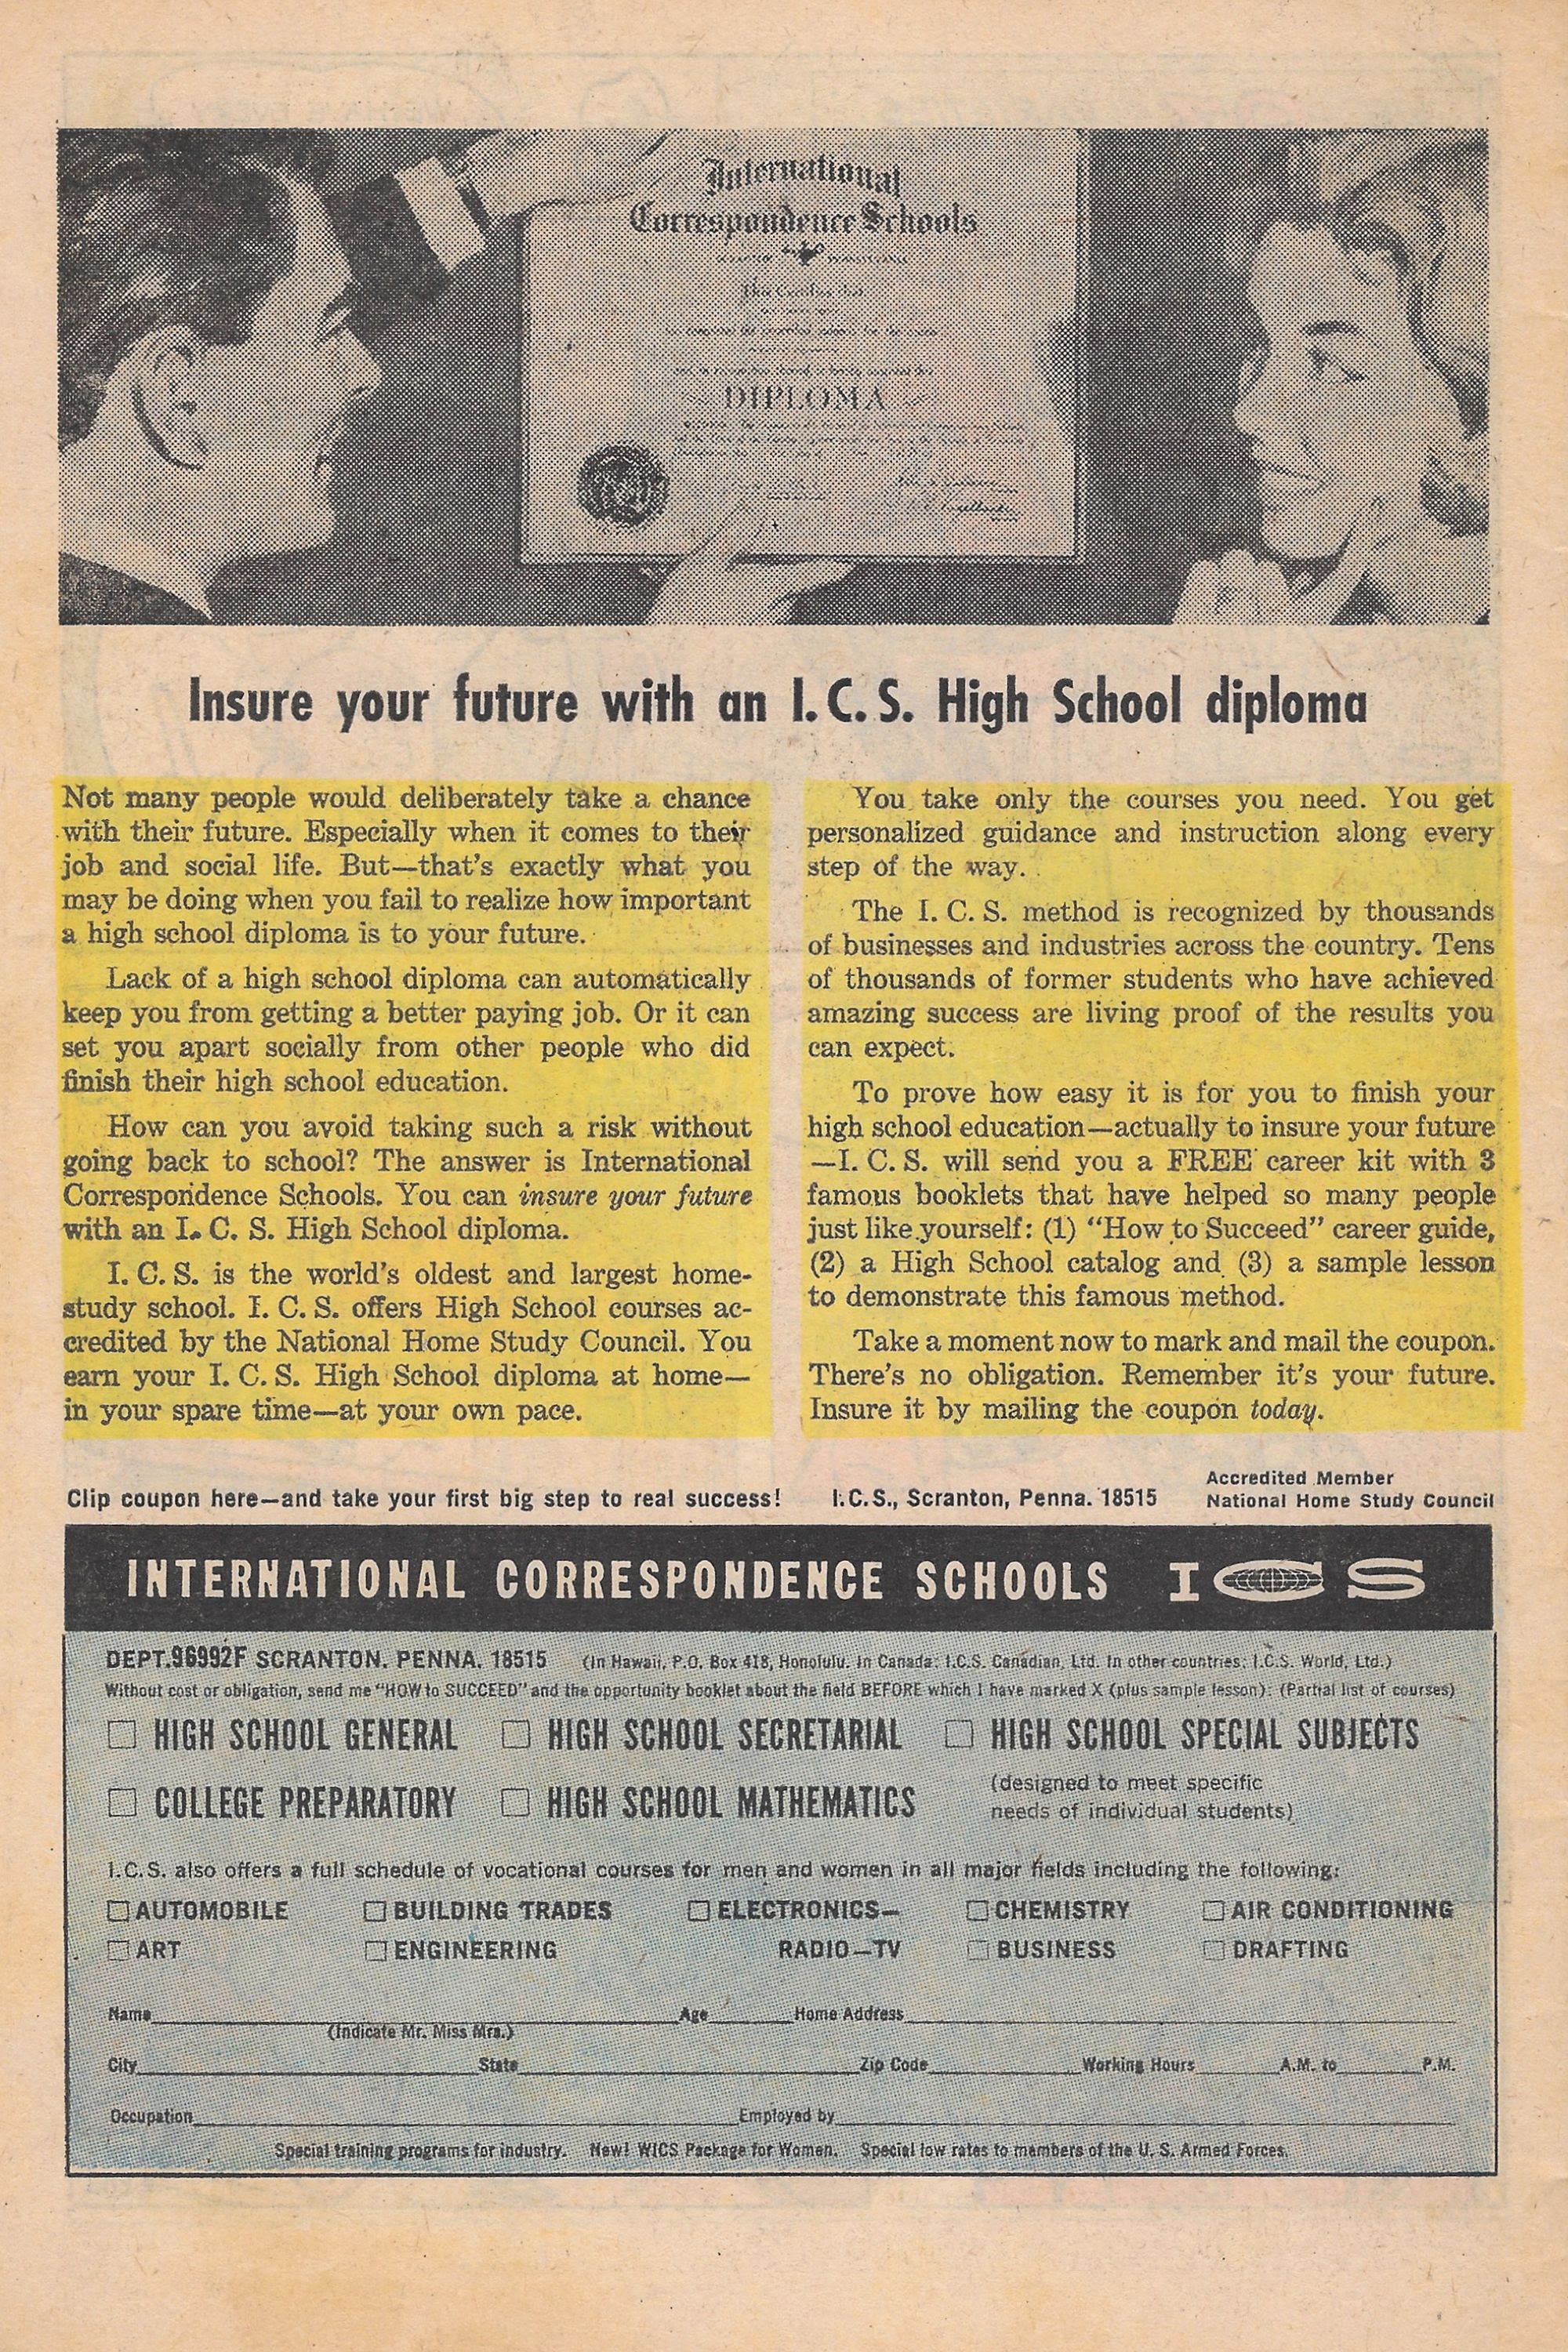 International
Correspondence Schools
SCRANTON PENNSYLVANIA
This Certifies that
DIPLOMA
Insure your future with an I. C. S. High School diploma
Not many people would deliberately take a chance
with their future. Especially when it comes to their
job and social life. But—that's exactly what you
may be doing when you fail to realize how important
a high school diploma is to your future.
Lack of a high school diploma can automatically
keep you from getting a better paying job. Or it can
set you apart socially from other people who did
finish their high school education.
How can you avoid taking such a risk without
going back to school? The answer is International
Correspondence Schools. You can insure your future
with an I. C. S. High School diploma.
I. C. S. is the world's oldest and largest home-
study school. I. C. S. offers High School courses ac-
credited by the National Home Study Council. You
earn your I. C. S. High School diploma at home—
in your spare time—at your own pace.
You take only the courses you need. You get
personalized guidance and instruction along every
step of the way.
The I. C. S. method is recognized by thousands
of businesses and industries across the country. Tens
of thousands of former students who have achieved
amazing success are living proof of the results you
can expect.
To prove how easy it is for you to finish your
high school education—actually to insure your future
—I. C. S. will send you a FREE career kit with 3
famous booklets that have helped so many people
just like yourself: (1) "How to Succeed" career guide,
(2) a High School catalog and (3) a sample lesson
to demonstrate this famous method.
Take a moment now to mark and mail the coupon.
There's no obligation. Remember it's your future.
Insure it by mailing the coupon today.
Clip coupon here—and take your first big step to real success! I.C.S., Scranton, Penna. 18515
Accredited Member
National Home Study Council
INTERNATIONAL CORRESPONDENCE SCHOOLS ICS
DEPT.96992F SCRANTON. PENNA. 18515 (In Hawaii, P.O. Box 418, Honolulu. In Canada: I.C.S. Canadian, Ltd. In other countries: I.C.S. World, Ltd.)
Without cost or obligation, send me "HOW to SUCCEED" and the opportunity booklet about the field BEFORE which I have marked X (plus sample lesson): (Partial list of courses)
☐ HIGH SCHOOL GENERAL ☐ HIGH SCHOOL SECRETARIAL ☐ HIGH SCHOOL SPECIAL SUBJECTS
(designed to meet specific
needs of individual students)
☐ COLLEGE PREPARATORY ☐ HIGH SCHOOL MATHEMATICS
I.C.S. also offers a full schedule of vocational courses for men and women in all major fields including the following:
☐ AUTOMOBILE ☐ BUILDING TRADES ☐ ELECTRONICS— ☐ CHEMISTRY ☐ AIR CONDITIONING
☐ ART ☐ ENGINEERING RADIO—TV ☐ BUSINESS ☐ DRAFTING
Name Age Home Address
(Indicate Mr. Miss Mrs.)
City State Zip Code Working Hours A.M. to P.M.
Occupation Employed by
Special training programs for industry. New! WICS Package for Women. Special low rates to members of the U. S. Armed Forces.